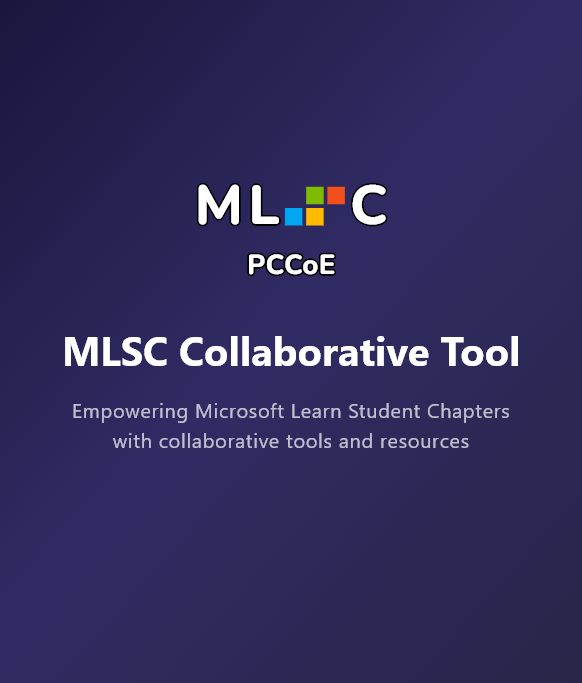 MLSC
PCCoE
MLSC Collaborative Tool
Empowering Microsoft Learn Student Chapters
with collaborative tools and resources